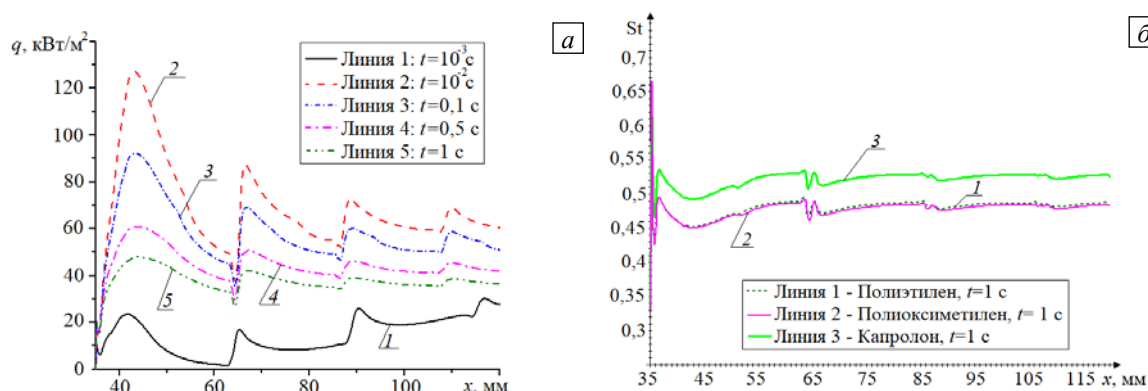 q, кВт/м²
а
120
100
80
60
40
20
0
40
60
80
100
x, мм
Линия 1: t=10⁻³с
Линия 2: t=10⁻²с
Линия 3: t=0,1 с
Линия 4: t=0,5 с
Линия 5: t=1 с
2
3
5
4
1
St
б
0,65
0,6
0,55
0,5
0,45
0,4
0,35
0,3
35
45
55
65
75
85
95
105
115
x, мм
3
1
2
Линия 1 - Полиэтилен, t=1 с
Линия 2 - Полиоксиметилен, t= 1 с
Линия 3 - Капролон, t=1 с